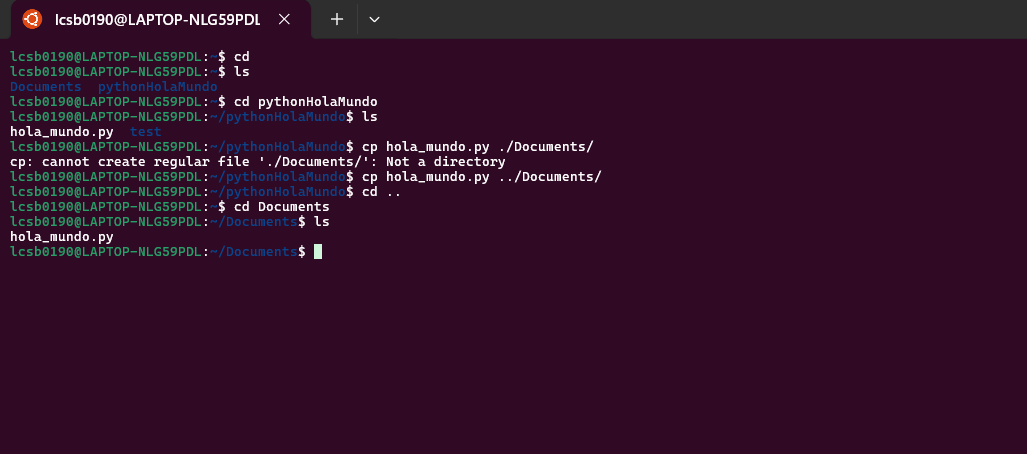 lcsb0190@LAPTOP-NLG59PDL
lcsb0190@LAPTOP-NLG59PDL:~$ cd
lcsb0190@LAPTOP-NLG59PDL:~$ ls
Documents  pythonHolaMundo
lcsb0190@LAPTOP-NLG59PDL:~$ cd pythonHolaMundo
lcsb0190@LAPTOP-NLG59PDL:~/pythonHolaMundo$ ls
hola_mundo.py  test
lcsb0190@LAPTOP-NLG59PDL:~/pythonHolaMundo$ cp hola_mundo.py ./Documents/
cp: cannot create regular file './Documents/': Not a directory
lcsb0190@LAPTOP-NLG59PDL:~/pythonHolaMundo$ cp hola_mundo.py ../Documents/
lcsb0190@LAPTOP-NLG59PDL:~/pythonHolaMundo$ cd ..
lcsb0190@LAPTOP-NLG59PDL:~$ cd Documents
lcsb0190@LAPTOP-NLG59PDL:~/Documents$ ls
hola_mundo.py
lcsb0190@LAPTOP-NLG59PDL:~/Documents$